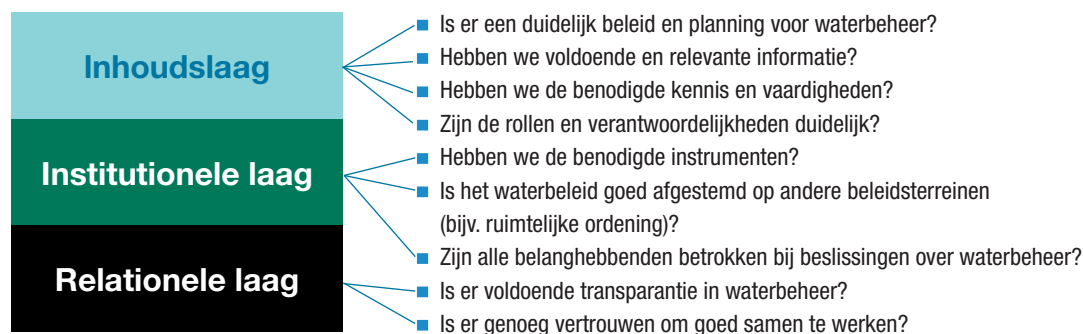 Inhoudslaag
Is er een duidelijk beleid en planning voor waterbeheer?
Hebben we voldoende en relevante informatie?
Hebben we de benodigde kennis en vaardigheden?
Zijn de rollen en verantwoordelijkheden duidelijk?
Institutionele laag
Hebben we de benodigde instrumenten?
Is het waterbeleid goed afgestemd op andere beleidsterreinen
(bijv. ruimtelijke ordening)?
Zijn alle belanghebbenden betrokken bij beslissingen over waterbeheer?
Relationele laag
Is er voldoende transparantie in waterbeheer?
Is er genoeg vertrouwen om goed samen te werken?